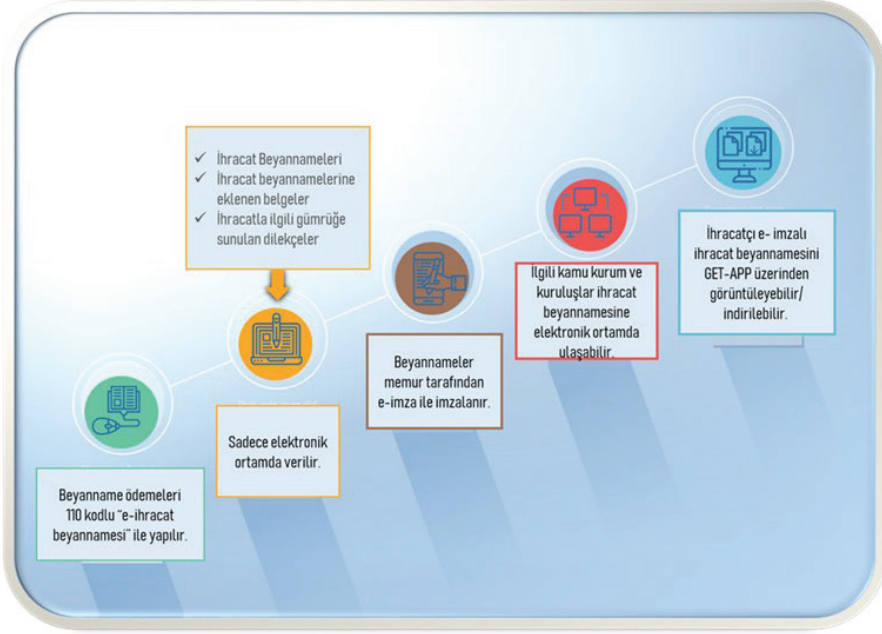 ✓ İhracat Beyannameleri
✓ İhracat beyannamelerine
eklenen belgeler
✓ İhracatla ilgili gümrüğe
sunulan dilekçeler
Beyanname ödemeleri
110 kodlu “e-ihracat
beyannamesi” ile yapılır.
Sadece elektronik
ortamda verilir.
Beyannameler
memur tarafından
e-imza ile imzalanır.
İlgili kamu kurum ve
kuruluşlar ihracat
beyannamesine
elektronik ortamda
ulaşabilir.
İhracatçı e- imzalı
ihracat beyannamesini
GET-APP üzerinden
görüntüleyebilir/
indirilebilir.